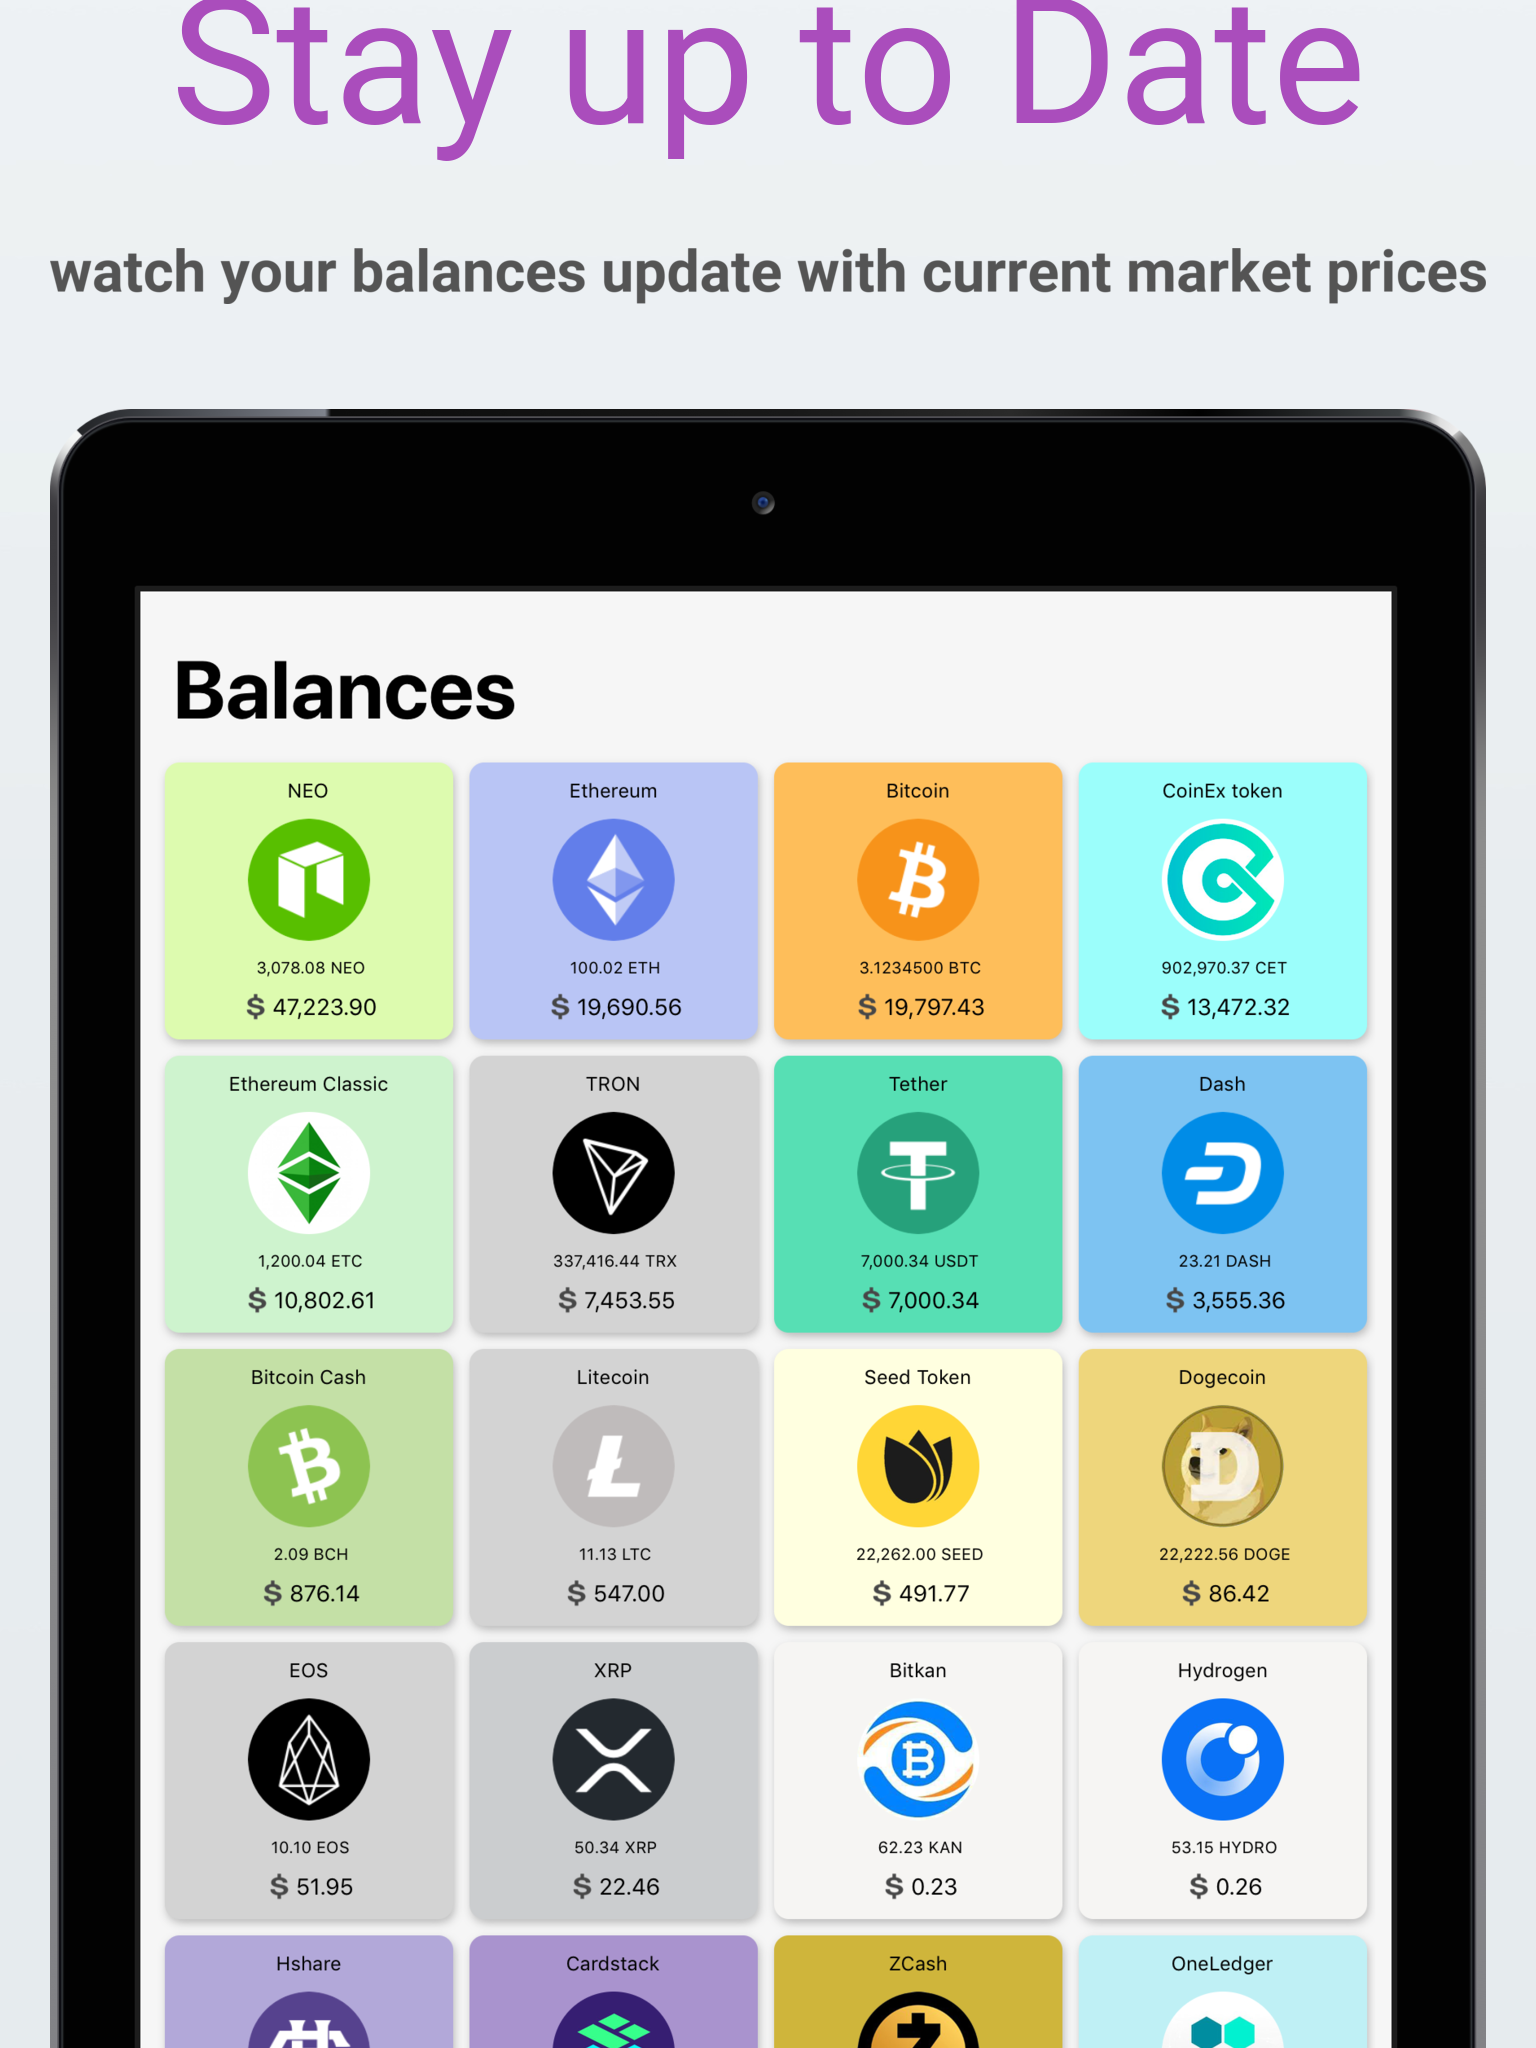 Stay up to Date
watch your balances update with current market prices
Balances
NEO
3,078.08 NEO
$ 47,223.90
Ethereum
100.02 ETH
$ 19,690.56
Bitcoin
3.1234500 BTC
$ 19,797.43
CoinEx token
902,970.37 CET
$ 13,472.32
Ethereum Classic
1,200.04 ETC
$ 10,802.61
TRON
337,416.44 TRX
$ 7,453.55
Tether
7,000.34 USDT
$ 7,000.34
Dash
23.21 DASH
$ 3,555.36
Bitcoin Cash
2.09 BCH
$ 876.14
Litecoin
11.13 LTC
$ 547.00
Seed Token
22,262.00 SEED
$ 491.77
Dogecoin
22,222.56 DOGE
$ 86.42
EOS
10.10 EOS
$ 51.95
XRP
50.34 XRP
$ 22.46
Bitkan
62.23 KAN
$ 0.23
Hydrogen
53.15 HYDRO
$ 0.26
Hshare
Cardstack
ZCash
OneLedger